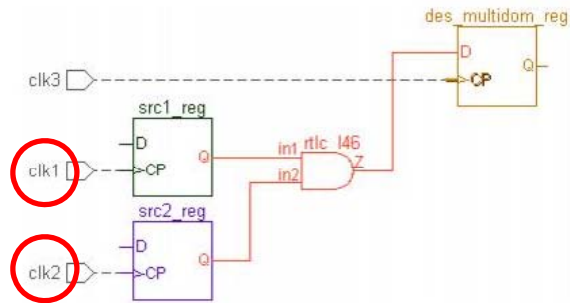 des_multidom_reg
D
Q
CP
clk3
src1_reg
D
Q
CP
clk1
in1
rtlc_I46
in2
Z
src2_reg
D
Q
CP
clk2